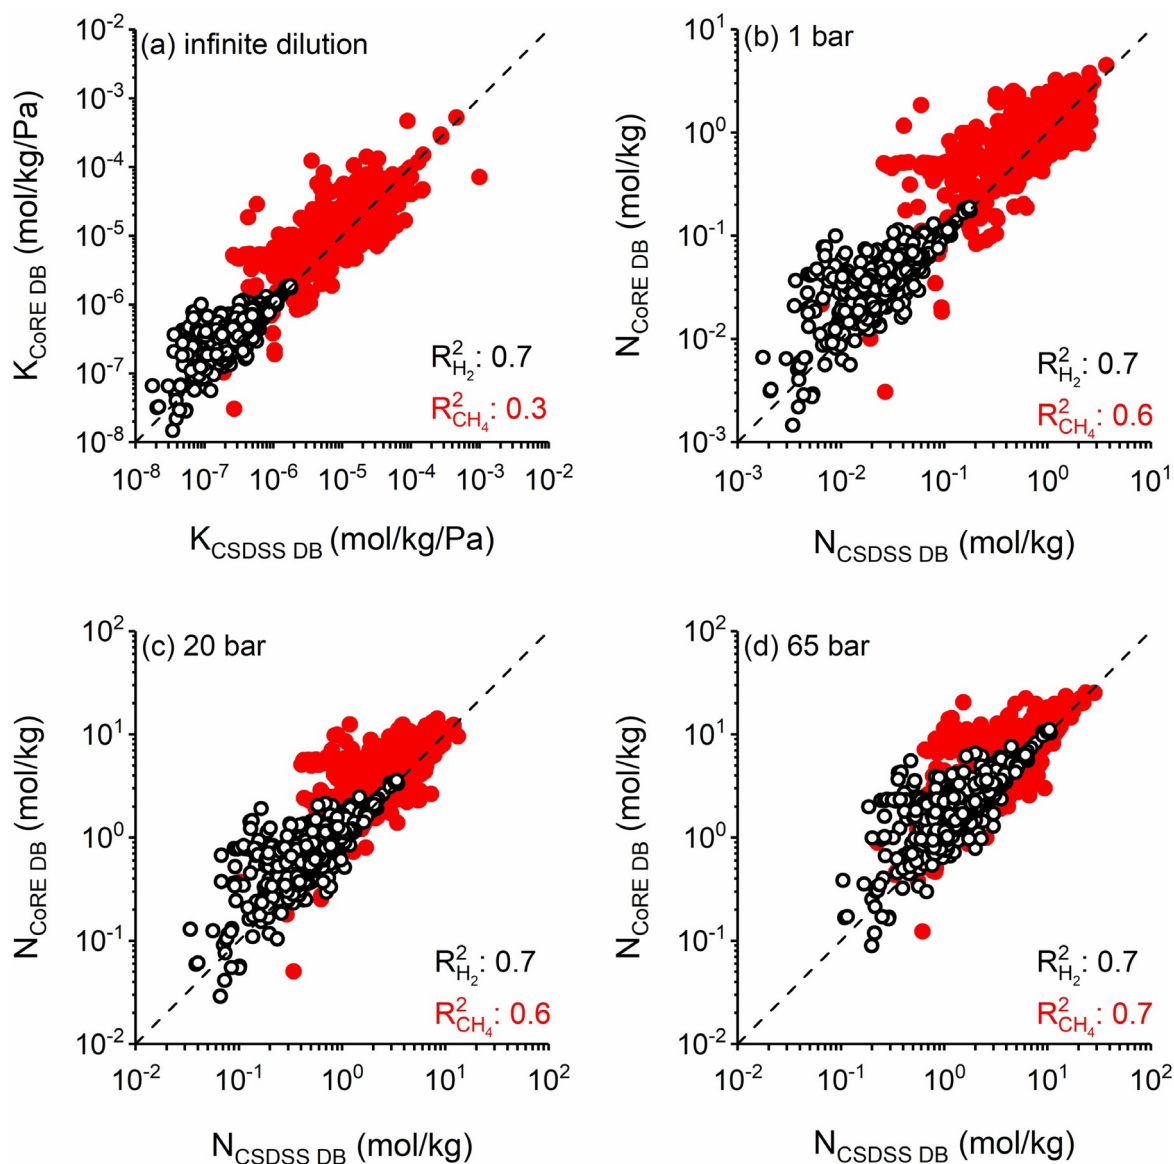 (a) infinite dilution
10⁻² 10⁻³ 10⁻⁴ 10⁻⁵ 10⁻⁶ 10⁻⁷ 10⁻⁸
K_CoRE DB (mol/kg/Pa)
R²_H₂: 0.7
R²_CH₄: 0.3
10⁻⁸ 10⁻⁷ 10⁻⁶ 10⁻⁵ 10⁻⁴ 10⁻³ 10⁻²
K_CSDSS DB (mol/kg/Pa)
(b) 1 bar
10¹ 10⁰ 10⁻¹ 10⁻² 10⁻³
N_CoRE DB (mol/kg)
R²_H₂: 0.7
R²_CH₄: 0.6
10⁻³ 10⁻² 10⁻¹ 10⁰ 10¹
N_CSDSS DB (mol/kg)
(c) 20 bar
10² 10¹ 10⁰ 10⁻¹ 10⁻²
N_CoRE DB (mol/kg)
R²_H₂: 0.7
R²_CH₄: 0.6
10⁻² 10⁻¹ 10⁰ 10¹ 10²
N_CSDSS DB (mol/kg)
(d) 65 bar
10² 10¹ 10⁰ 10⁻¹ 10⁻²
N_CoRE DB (mol/kg)
R²_H₂: 0.7
R²_CH₄: 0.7
10⁻² 10⁻¹ 10⁰ 10¹ 10²
N_CSDSS DB (mol/kg)